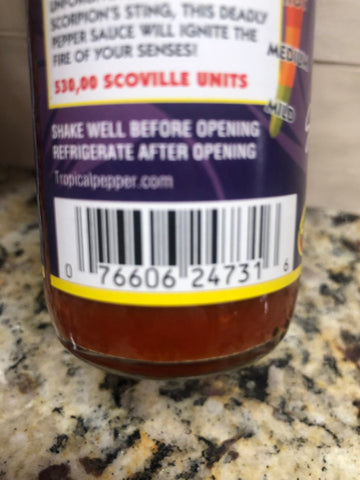 SCORPION'S STING, THIS DEADLY
PEPPER SAUCE WILL IGNITE THE
FIRE OF YOUR SENSES!
530,00 SCOVILLE UNITS
MEDIUM
MILD
SHAKE WELL BEFORE OPENING
REFRIGERATE AFTER OPENING
Tropicalpepper.com
0 76606 24731 6